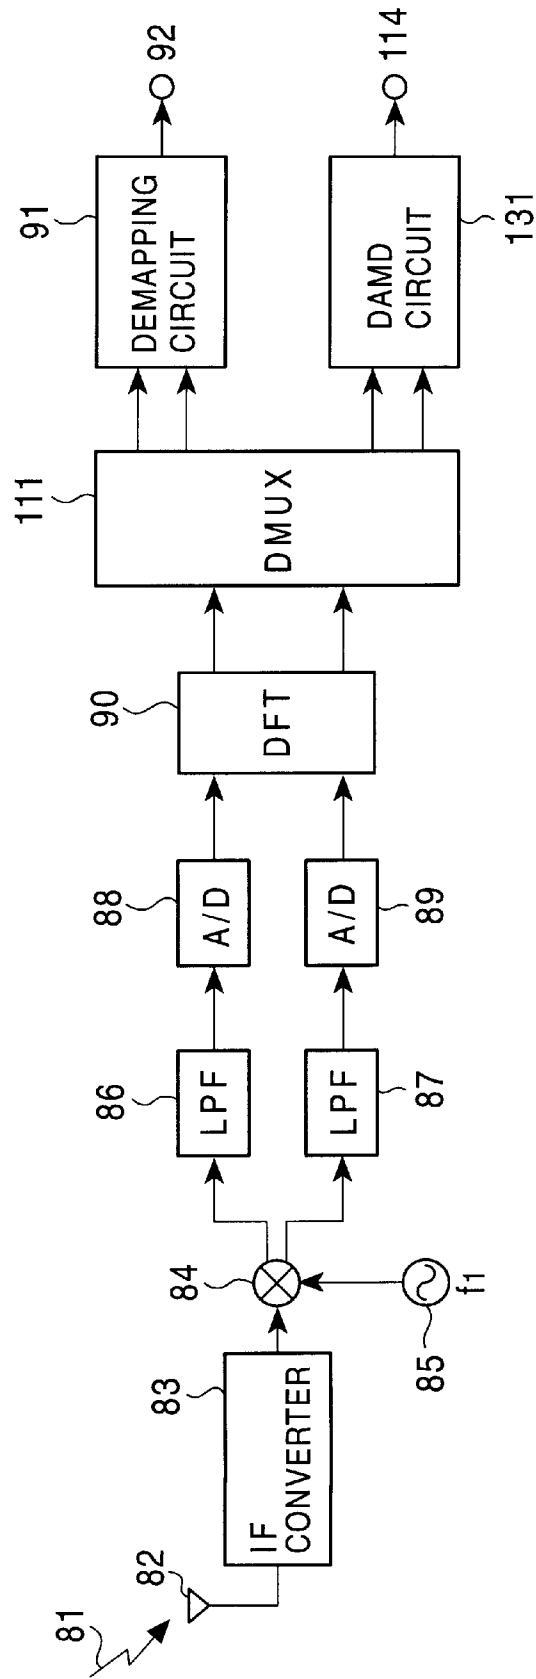 81
82
83
IF
CONVERTER
84
85
f1
86
LPF
87
LPF
88
A/D
89
A/D
90
DFT
111
DMUX
91
DEMAPPING
CIRCUIT
92
DAMD
CIRCUIT
131
114